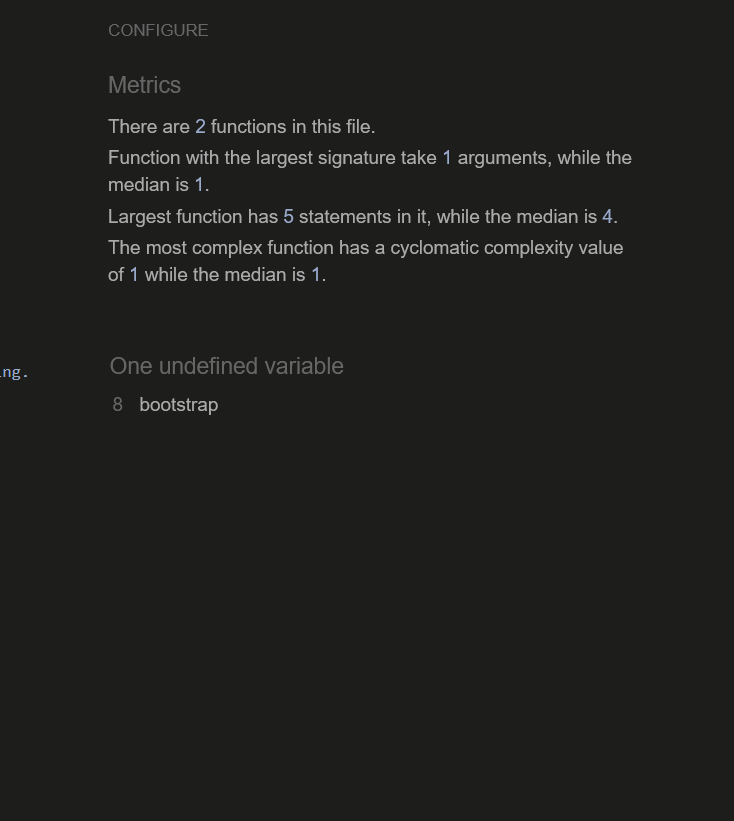 CONFIGURE
Metrics
There are 2 functions in this file.
Function with the largest signature take 1 arguments, while the
median is 1.
Largest function has 5 statements in it, while the median is 4.
The most complex function has a cyclomatic complexity value
of 1 while the median is 1.
ng.
One undefined variable
8 bootstrap